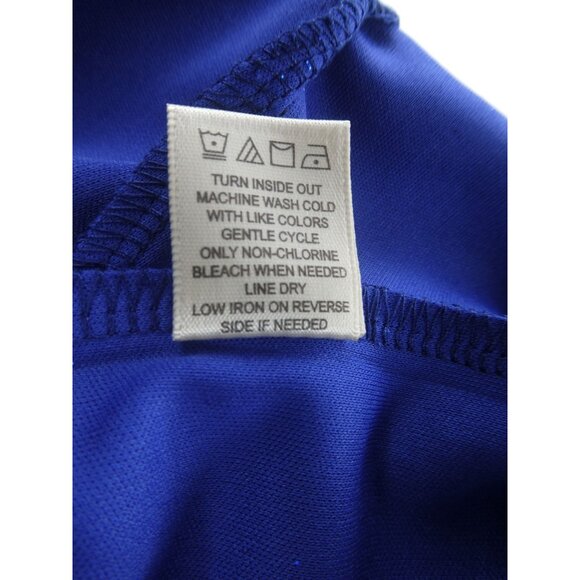 TURN INSIDE OUT
MACHINE WASH COLD
WITH LIKE COLORS
GENTLE CYCLE
ONLY NON-CHLORINE
BLEACH WHEN NEEDED
LINE DRY
LOW IRON ON REVERSE
SIDE IF NEEDED